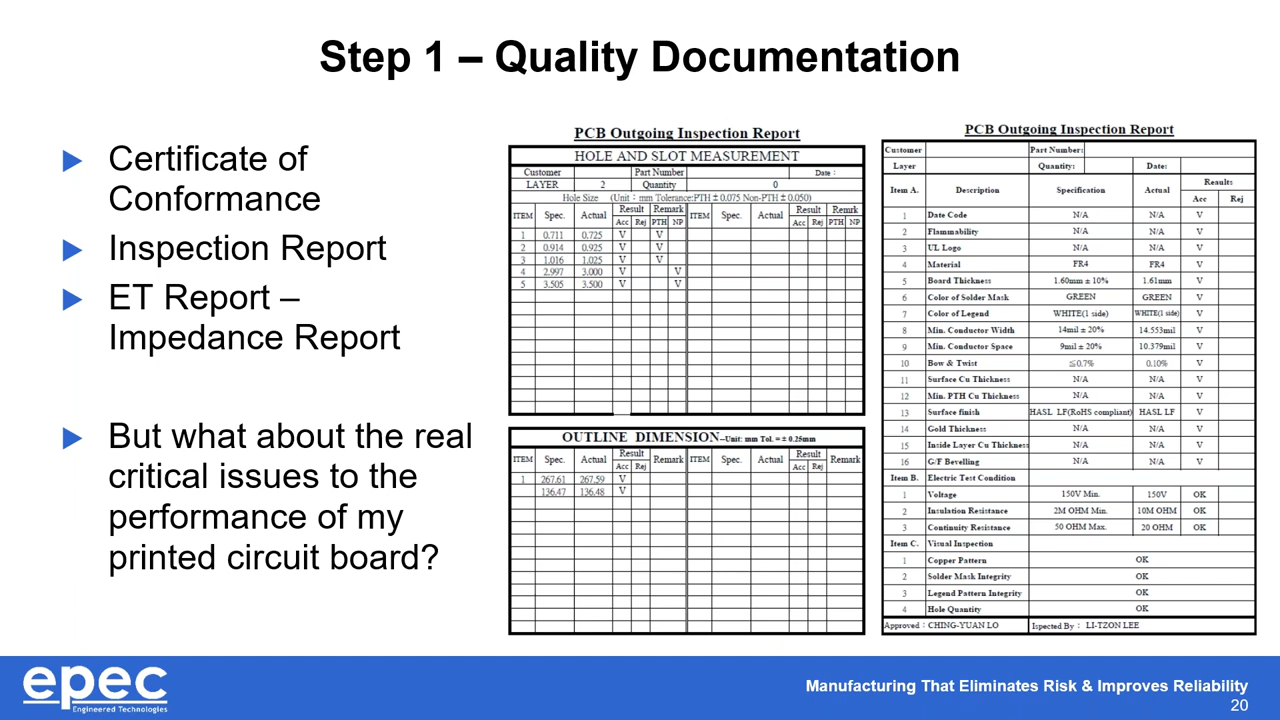 Step 1 – Quality Documentation
Certificate of
Conformance
Inspection Report
ET Report –
Impedance Report
But what about the real
critical issues to the
performance of my
printed circuit board?
PCB Outgoing Inspection Report
HOLE AND SLOT MEASUREMENT
Customer Part Number Date :
LAYER 2 Quantity 0
Hole Size (Unit : mm Tolerance:PTH ± 0.075 Non-PTH ± 0.050)
ITEM Spec. Actual Result Remark ITEM Spec. Actual Result Remrk
Acc Rej PTH NP Acc Rej PTH NP
1 0.711 0.725 V V
2 0.914 0.925 V V
3 1.016 1.025 V V
4 2.997 3.000 V V
5 3.505 3.500 V V
OUTLINE DIMENSION--Unit: mm Tol. = ± 0.25mm
ITEM Spec. Actual Result Remark ITEM Spec. Actual Result Remark
Acc Rej Acc Rej
1 267.61 267.59 V
136.47 136.48 V
PCB Outgoing Inspection Report
Customer Part Number:
Layer Quantity: Date:
Item A. Description Specification Actual Results
Acc Rej
1 Date Code N/A N/A V
2 Flammability N/A N/A V
3 UL Logo N/A N/A V
4 Material FR4 FR4 V
5 Board Thickness 1.60mm ± 10% 1.61mm V
6 Color of Solder Mask GREEN GREEN V
7 Color of Legend WHITE(1 side) WHITE(1 side) V
8 Min. Conductor Width 14mil ± 20% 14.553mil V
9 Min. Conductor Space 9mil ± 20% 10.379mil V
10 Bow & Twist ≦0.7% 0.10% V
11 Surface Cu Thickness N/A N/A V
12 Min. PTH Cu Thickness N/A N/A V
13 Surface finish HASL LF(RoHS compliant) HASL LF V
14 Gold Thickness N/A N/A V
15 Inside Layer Cu Thickness N/A N/A V
16 G/F Bevelling N/A N/A V
Item B. Electric Test Condition
1 Voltage 150V Min. 150V OK
2 Insulation Resistance 2M OHM Min. 10M OHM OK
3 Continuity Resistance 50 OHM Max. 20 OHM OK
Item C. Visual Inspection
1 Copper Pattern OK
2 Solder Mask Integrity OK
3 Legend Pattern Integrity OK
4 Hole Quantity OK
Approved : CHING-YUAN LO Ispected By : LI-TZON LEE
epec
Engineered Technologies
Manufacturing That Eliminates Risk & Improves Reliability
20